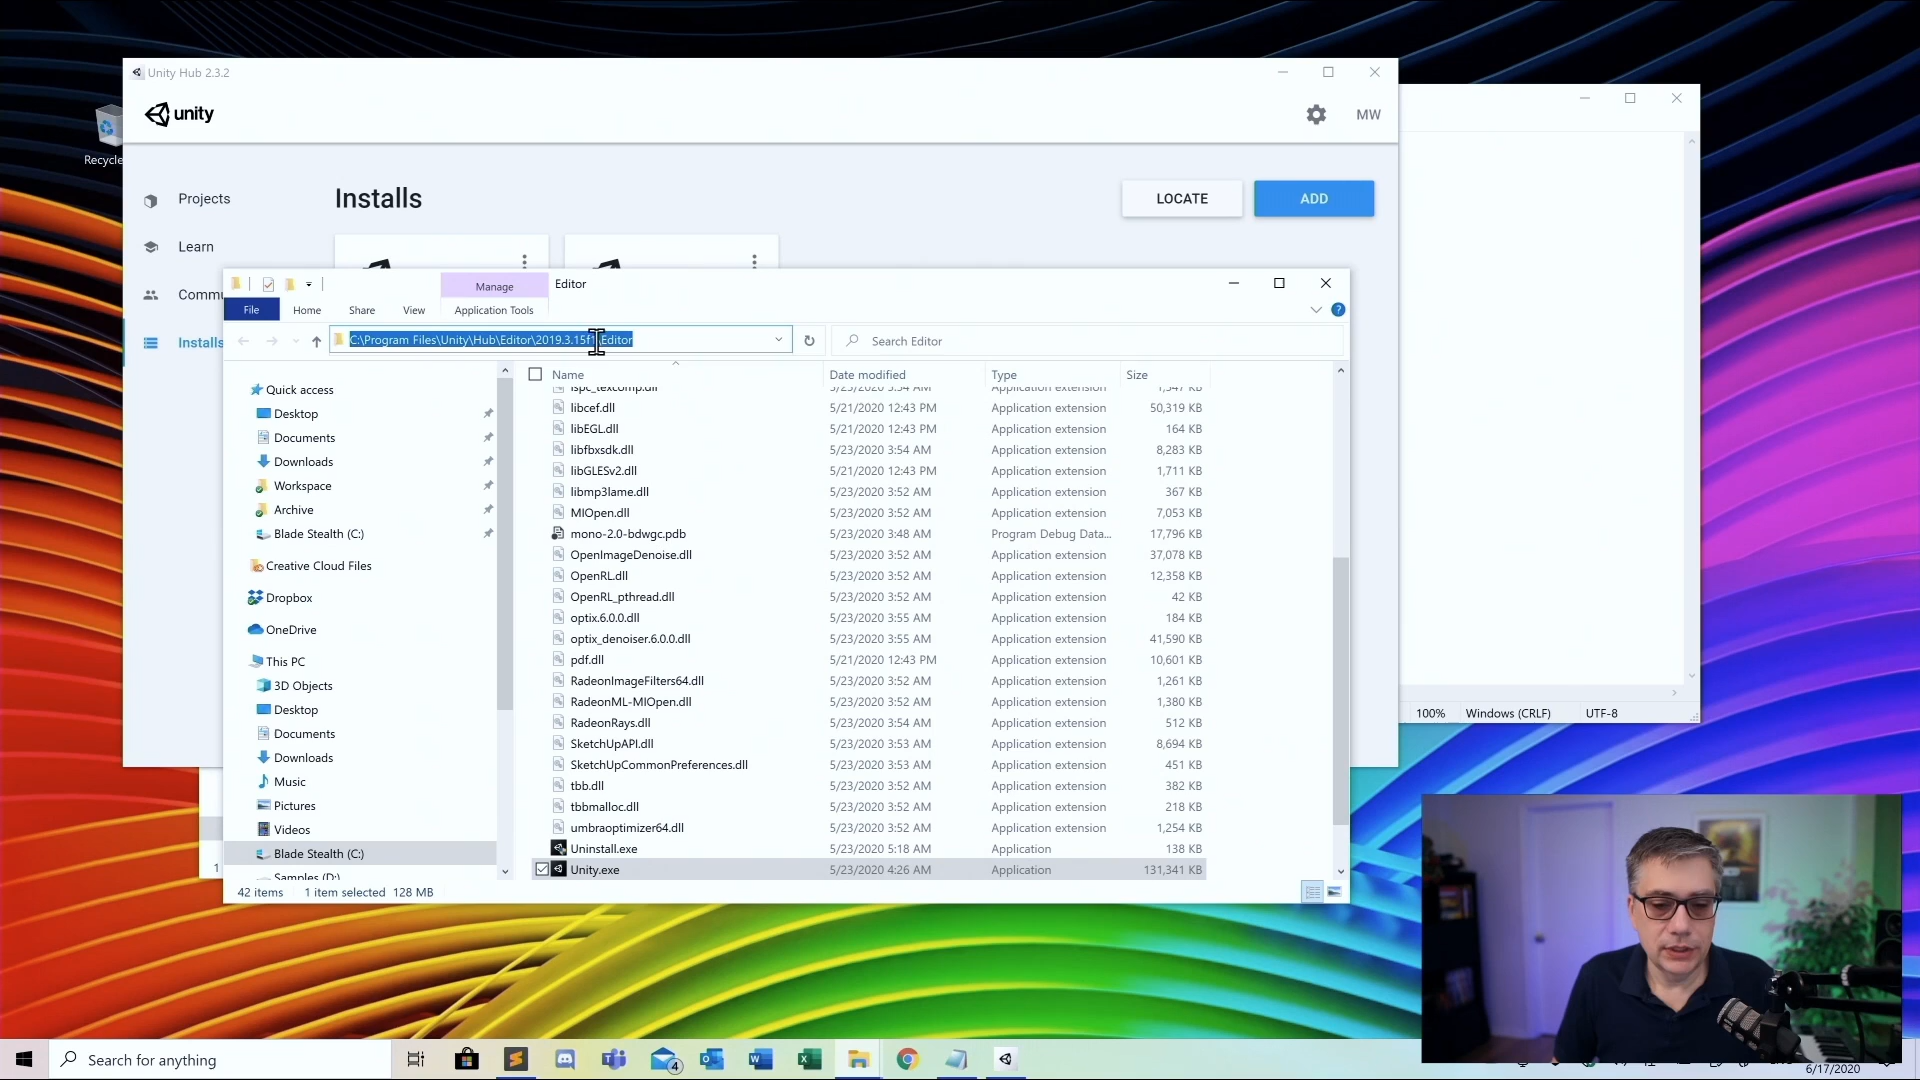 Unity Hub 2.3.2
unity
MW
Recycle
Projects
Installs
LOCATE
ADD
Learn
Commu
Installs
Manage
Editor
File
Home
Share
View
Application Tools
C:\Program Files\Unity\Hub\Editor\2019.3.15f1\Editor
Search Editor
Quick access
Desktop
Documents
Downloads
Workspace
Archive
Blade Stealth (C:)
Creative Cloud Files
Dropbox
OneDrive
This PC
3D Objects
Desktop
Documents
Downloads
Music
Pictures
Videos
Blade Stealth (C:)
Samples (D:)
Name Date modified Type Size
ispc_texcomp.dll 5/23/2020 3:54 AM Application extension 1,547 KB
libcef.dll 5/21/2020 12:43 PM Application extension 50,319 KB
libEGL.dll 5/21/2020 12:43 PM Application extension 164 KB
libfbxsdk.dll 5/23/2020 3:54 AM Application extension 8,283 KB
libGLESv2.dll 5/21/2020 12:43 PM Application extension 1,711 KB
libmp3lame.dll 5/23/2020 3:52 AM Application extension 367 KB
MIOpen.dll 5/23/2020 3:52 AM Application extension 7,053 KB
mono-2.0-bdwgc.pdb 5/23/2020 3:48 AM Program Debug Data... 17,796 KB
OpenImageDenoise.dll 5/23/2020 3:52 AM Application extension 37,078 KB
OpenRL.dll 5/23/2020 3:52 AM Application extension 12,358 KB
OpenRL_pthread.dll 5/23/2020 3:52 AM Application extension 42 KB
optix.6.0.0.dll 5/23/2020 3:55 AM Application extension 184 KB
optix_denoiser.6.0.0.dll 5/23/2020 3:55 AM Application extension 41,590 KB
pdf.dll 5/21/2020 12:43 PM Application extension 10,601 KB
RadeonImageFilters64.dll 5/23/2020 3:52 AM Application extension 1,261 KB
RadeonML-MIOpen.dll 5/23/2020 3:52 AM Application extension 1,380 KB
RadeonRays.dll 5/23/2020 3:54 AM Application extension 512 KB
SketchUpAPI.dll 5/23/2020 3:53 AM Application extension 8,694 KB
SketchUpCommonPreferences.dll 5/23/2020 3:53 AM Application extension 451 KB
tbb.dll 5/23/2020 3:52 AM Application extension 382 KB
tbbmalloc.dll 5/23/2020 3:52 AM Application extension 218 KB
umbraoptimizer64.dll 5/23/2020 3:52 AM Application extension 1,254 KB
Uninstall.exe 5/23/2020 5:18 AM Application 138 KB
Unity.exe 5/23/2020 4:26 AM Application 131,341 KB
42 items 1 item selected 128 MB
1
100% Windows (CRLF) UTF-8
Search for anything
4
6/17/2020